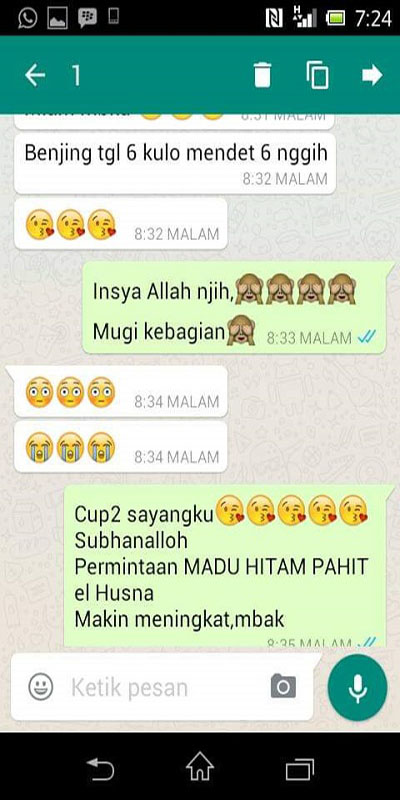 7:24
1
8:31 MALAM
Benjing tgl 6 kulo mendet 6 nggih
8:32 MALAM
8:32 MALAM
Insya Allah njih,
Mugi kebagian
8:33 MALAM
8:34 MALAM
8:34 MALAM
Cup2 sayangku
Subhanalloh
Permintaan MADU HITAM PAHIT
el Husna
Makin meningkat,mbak
8:35 MALAM
Ketik pesan